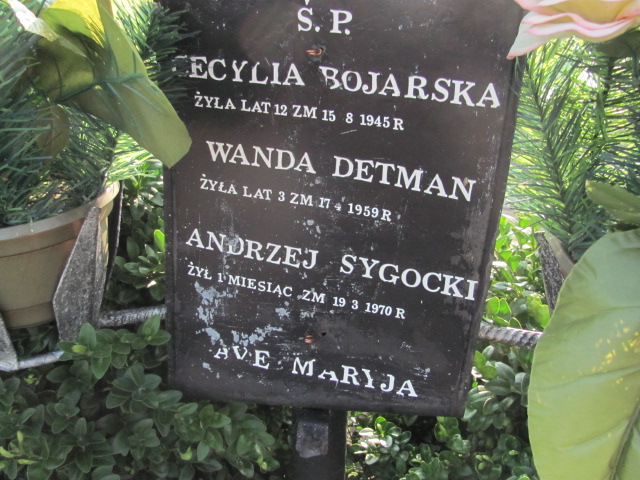 Ś. P.
ECYLIA BOJARSKA
ŻYŁA LAT 12 ZM 15 8 1945 R
WANDA DETMAN
ŻYŁA LAT 3 ZM 17 4 1959 R
ANDRZEJ SYGOCKI
ŻYŁ 1 MIESIĄC ZM 19 3 1970 R
AVE MARYJA